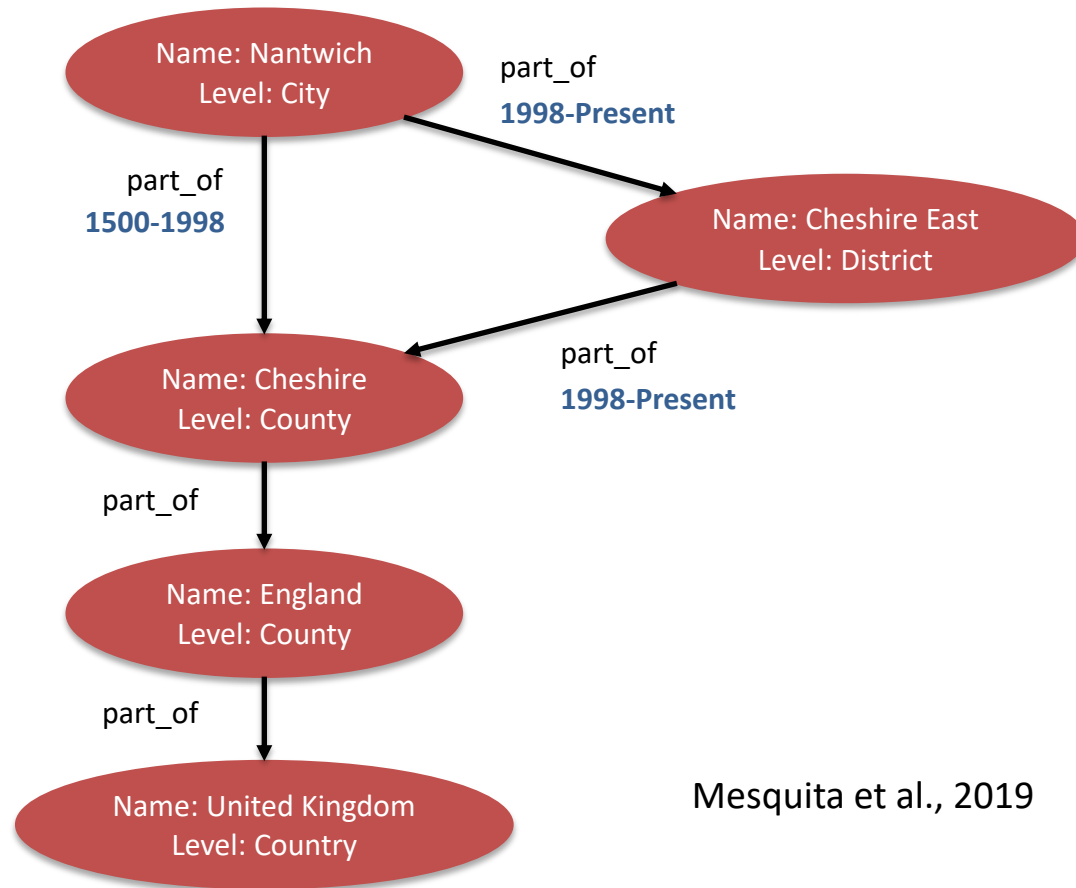 Name: Nantwich
Level: City
part_of
1998-Present
part_of
1500-1998
Name: Cheshire East
Level: District
part_of
1998-Present
Name: Cheshire
Level: County
part_of
Name: England
Level: County
part_of
Name: United Kingdom
Level: Country
Mesquita et al., 2019